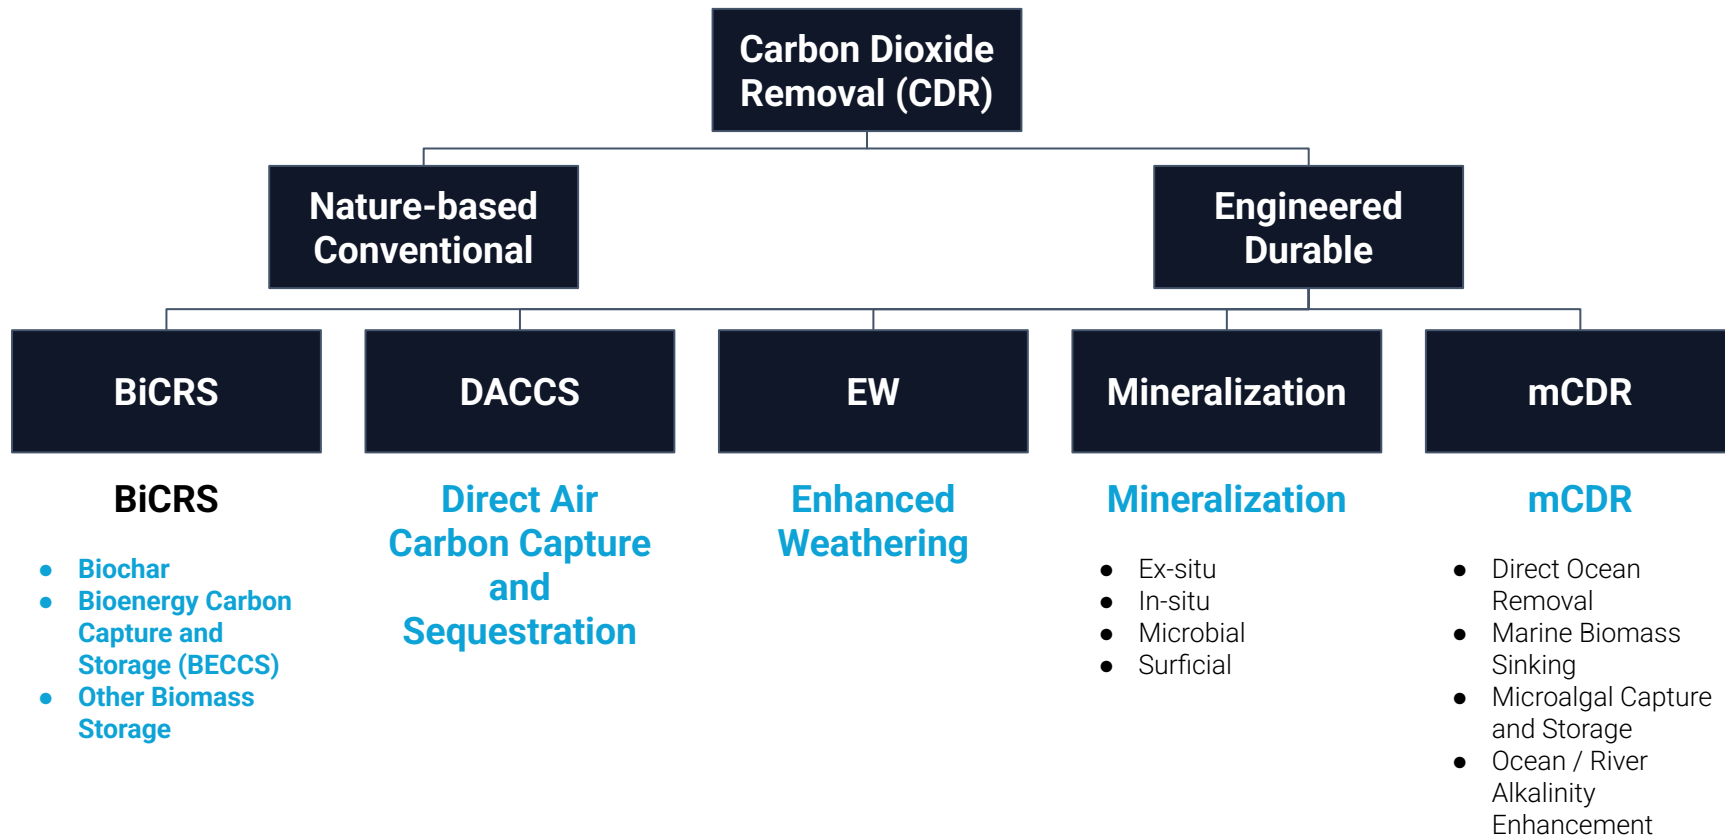 Carbon Dioxide
Removal (CDR)
Nature-based
Conventional
Engineered
Durable
BiCRS
DACCS
EW
Mineralization
mCDR
BiCRS
● Biochar
● Bioenergy Carbon
Capture and
Storage (BECCS)
● Other Biomass
Storage
Direct Air
Carbon Capture
and
Sequestration
Enhanced
Weathering
Mineralization
● Ex-situ
● In-situ
● Microbial
● Surficial
mCDR
● Direct Ocean
Removal
● Marine Biomass
Sinking
● Microalgal Capture
and Storage
● Ocean / River
Alkalinity
Enhancement